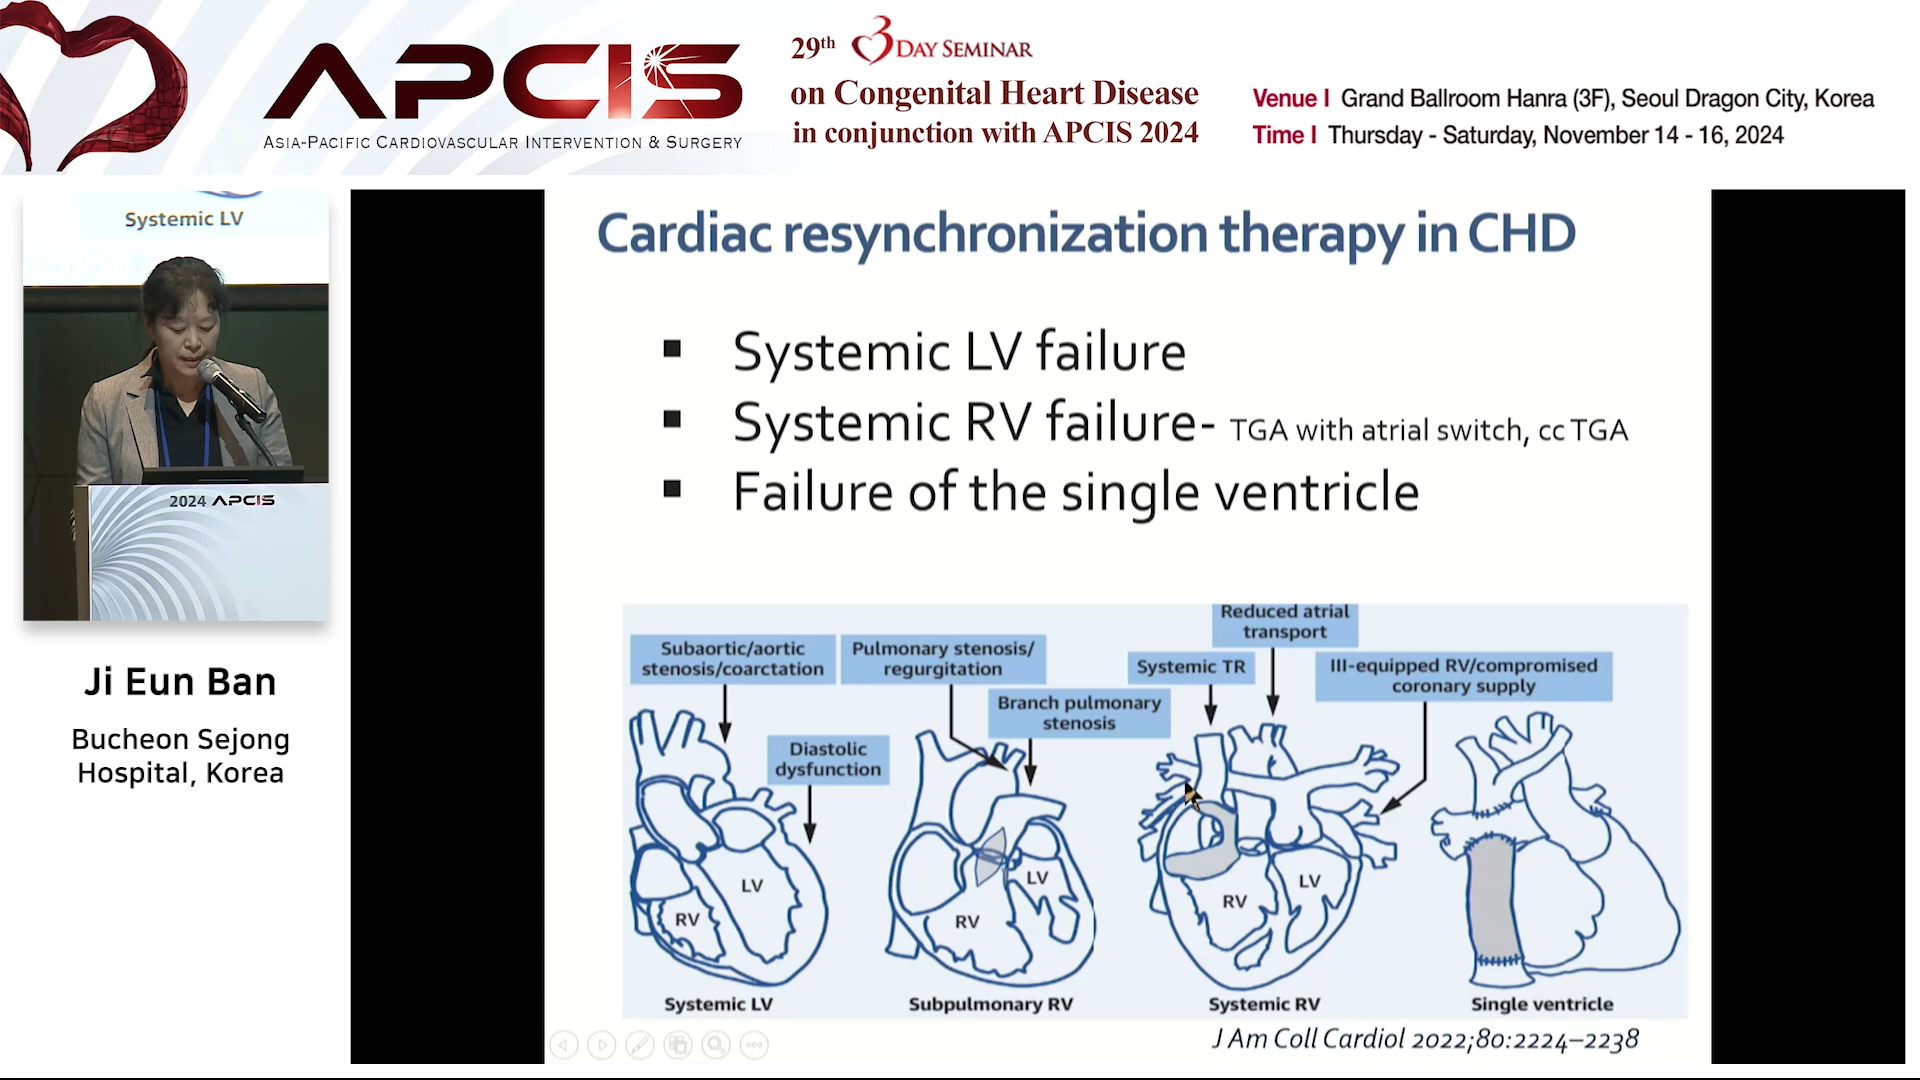 APCIS
ASIA-PACIFIC CARDIOVASCULAR INTERVENTION & SURGERY
29th 3 DAY SEMINAR
on Congenital Heart Disease
in conjunction with APCIS 2024
Venue I Grand Ballroom Hanra (3F), Seoul Dragon City, Korea
Time I Thursday - Saturday, November 14 - 16, 2024
Systemic LV
2024 APCIS
Ji Eun Ban
Bucheon Sejong
Hospital, Korea
Cardiac resynchronization therapy in CHD
▪ Systemic LV failure
▪ Systemic RV failure- TGA with atrial switch, cc TGA
▪ Failure of the single ventricle
Subaortic/aortic
stenosis/coarctation
Diastolic
dysfunction
LV
RV
Systemic LV
Pulmonary stenosis/
regurgitation
Branch pulmonary
stenosis
LV
RV
Subpulmonary RV
Systemic TR
Reduced atrial
transport
III-equipped RV/compromised
coronary supply
RV
LV
Systemic RV
Single ventricle
J Am Coll Cardiol 2022;80:2224–2238